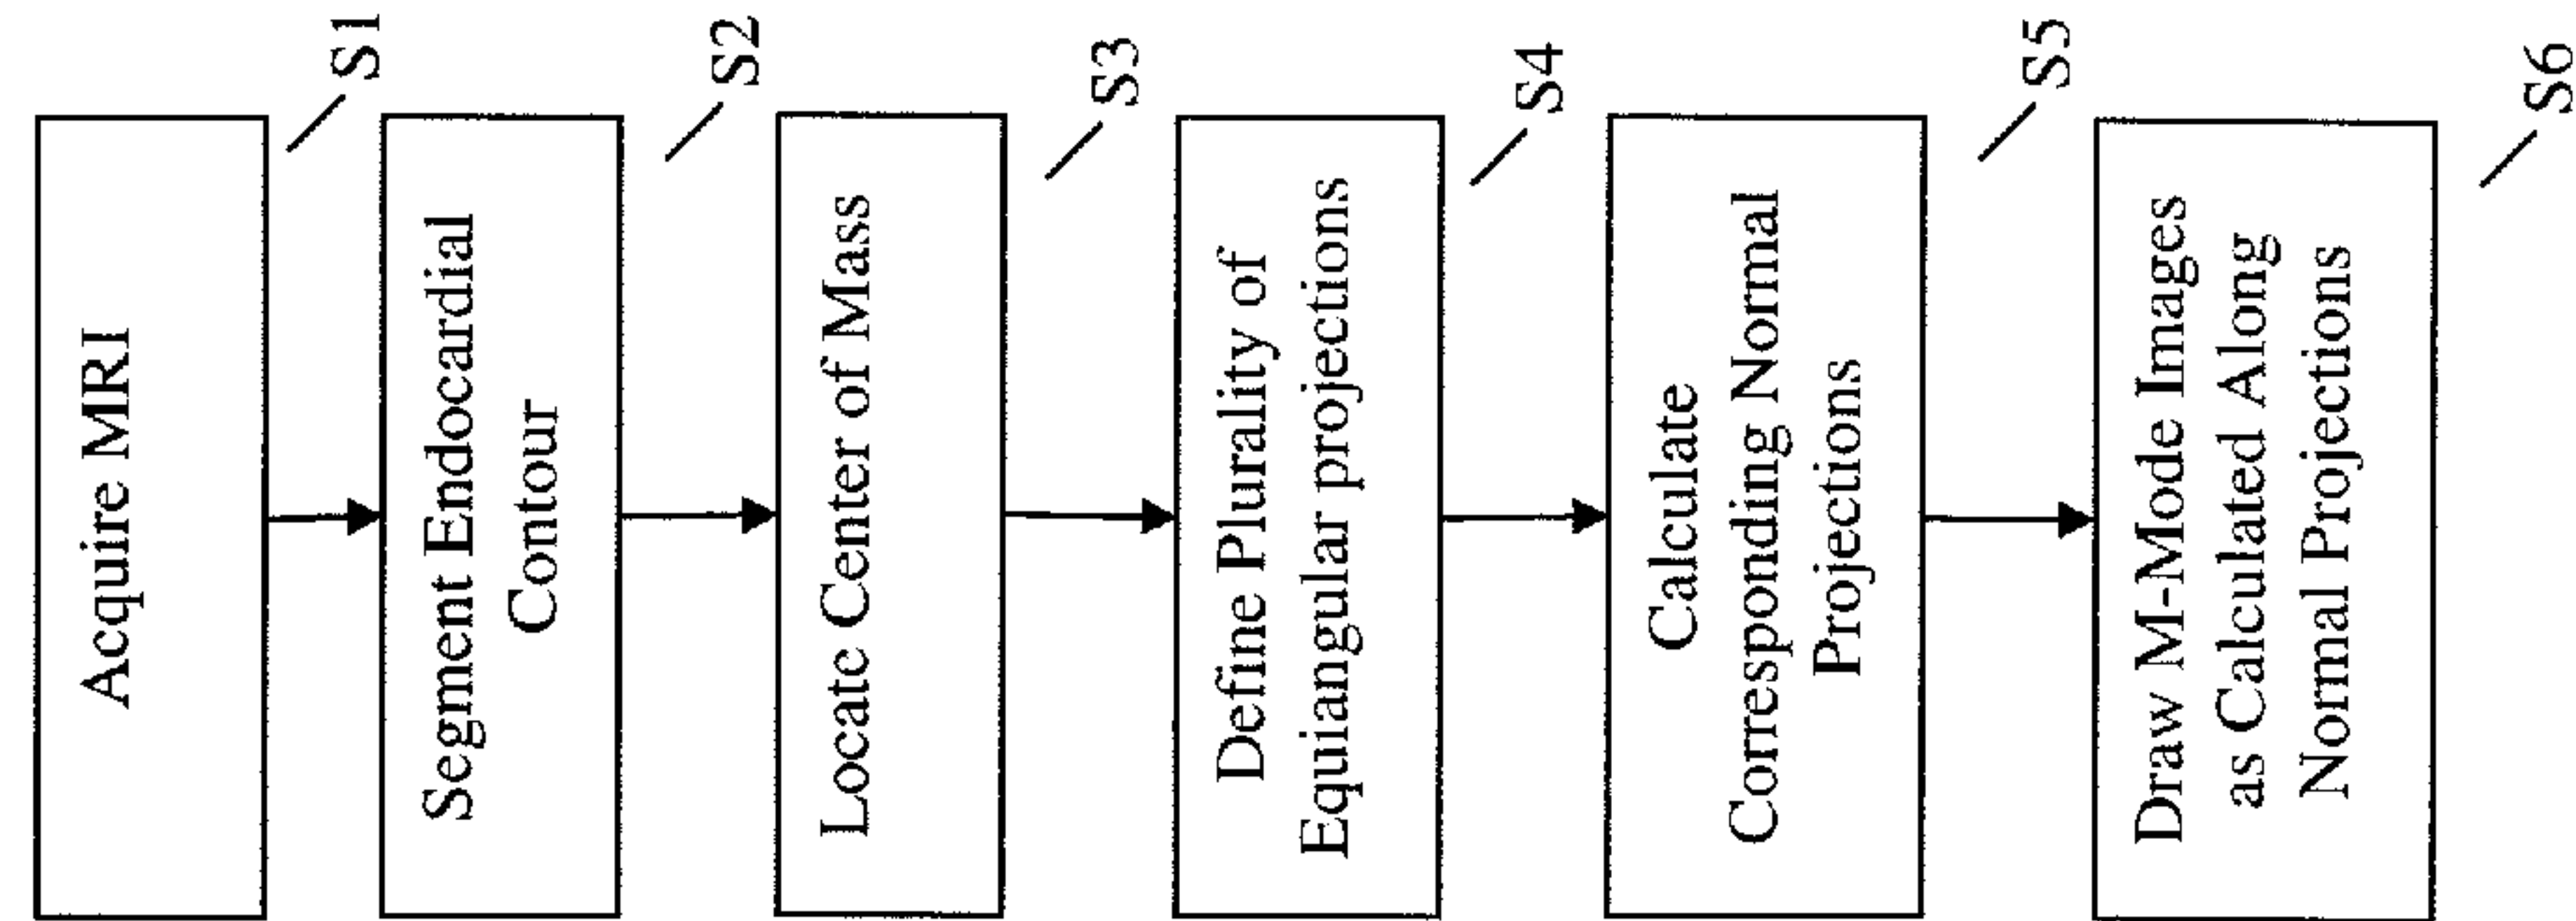 Acquire MRI
S1
Segment Endocardial
Contour
S2
Locate Center of Mass
S3
Define Plurality of
Equiangular projections
S4
Calculate
Corresponding Normal
Projections
S5
Draw M-Mode Images
as Calculated Along
Normal Projections
S6